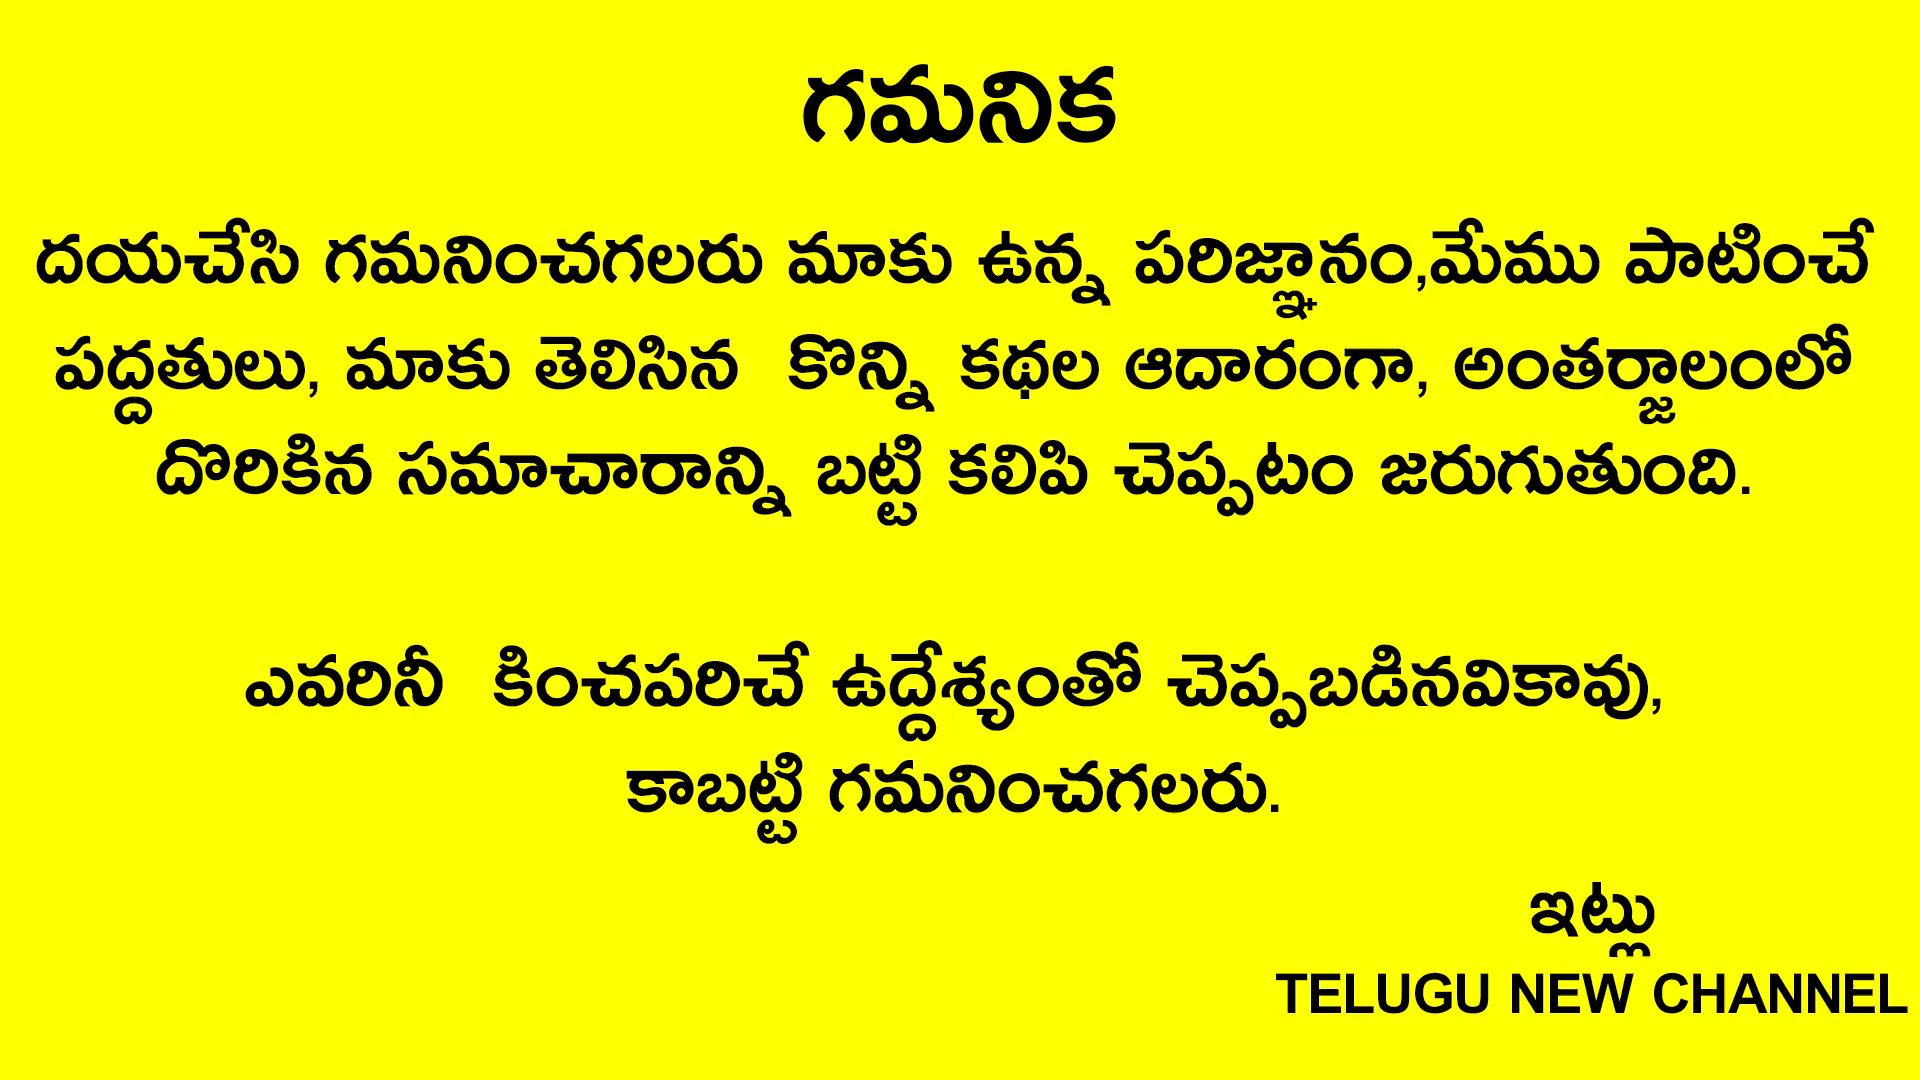 గమనిక
దయచేసి గమనించగలరు మాకు ఉన్న పరిజ్ఞానం,మేము పాటించే
పద్దతులు, మాకు తెలిసిన కొన్ని కథల ఆదారంగా, అంతర్జాలంలో
దొరికిన సమాచారాన్ని బట్టి కలిపి చెప్పటం జరుగుతుంది.
ఎవరినీ కించపరిచే ఉద్దేశ్యంతో చెప్పబడినవికావు,
కాబట్టి గమనించగలరు.
ఇట్లు
TELUGU NEW CHANNEL